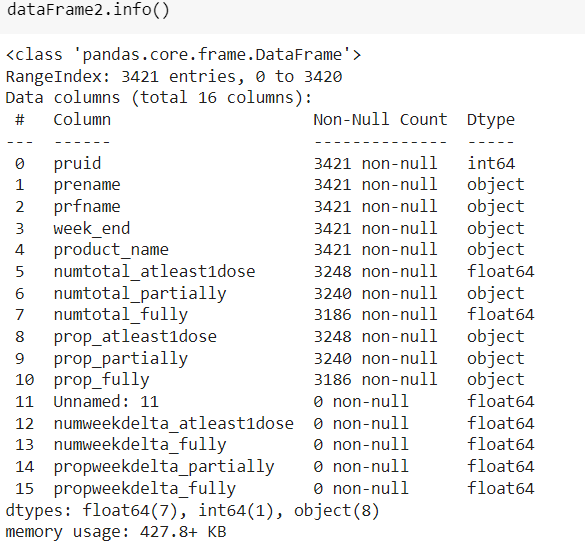 dataFrame2.info()
<class 'pandas.core.frame.DataFrame'>
RangeIndex: 3421 entries, 0 to 3420
Data columns (total 16 columns):
 #   Column                    Non-Null Count  Dtype
---  ------                    --------------  -----
 0   pruid                     3421 non-null   int64
 1   prename                   3421 non-null   object
 2   prfname                   3421 non-null   object
 3   week_end                  3421 non-null   object
 4   product_name              3421 non-null   object
 5   numtotal_atleast1dose     3248 non-null   float64
 6   numtotal_partially        3240 non-null   object
 7   numtotal_fully            3186 non-null   float64
 8   prop_atleast1dose         3248 non-null   object
 9   prop_partially            3240 non-null   object
 10  prop_fully                3186 non-null   object
 11  Unnamed: 11               0 non-null      float64
 12  numweekdelta_atleast1dose  0 non-null      float64
 13  numweekdelta_fully        0 non-null      float64
 14  propweekdelta_partially   0 non-null      float64
 15  propweekdelta_fully       0 non-null      float64
dtypes: float64(7), int64(1), object(8)
memory usage: 427.8+ KB